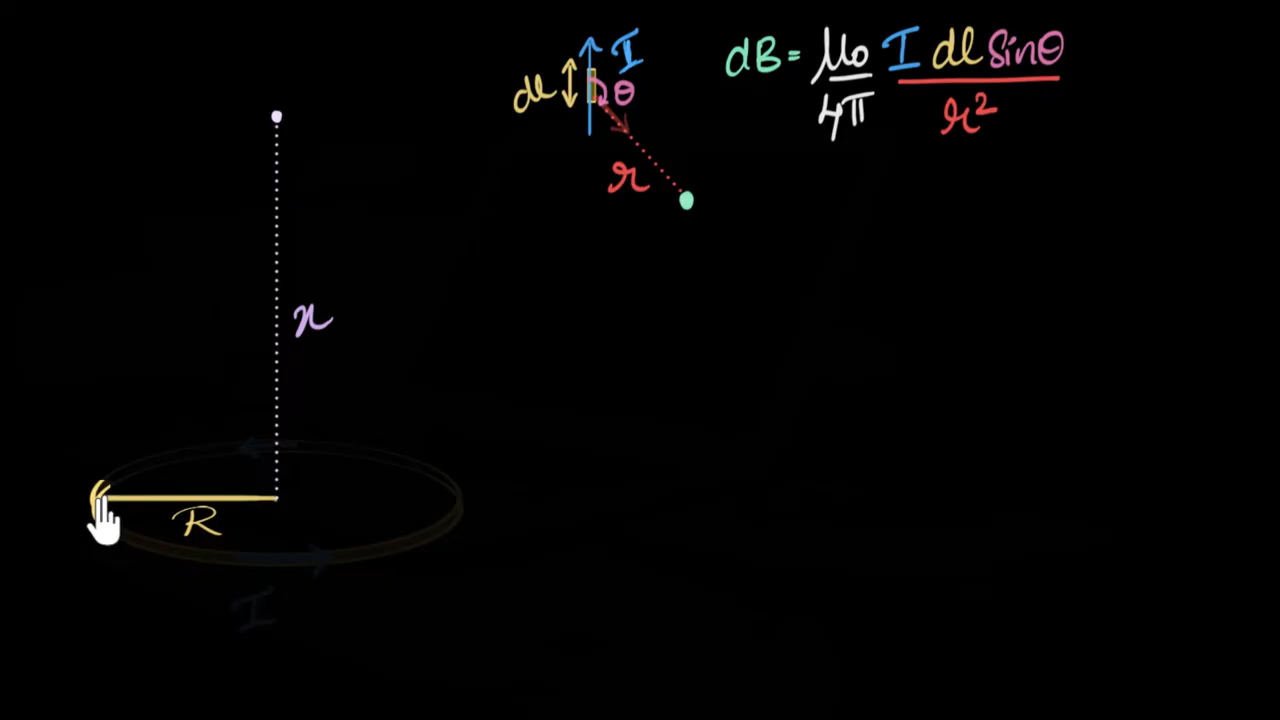 I
dl
θ
r
dB = μ₀/4π I dl sinθ/r²
x
R
I